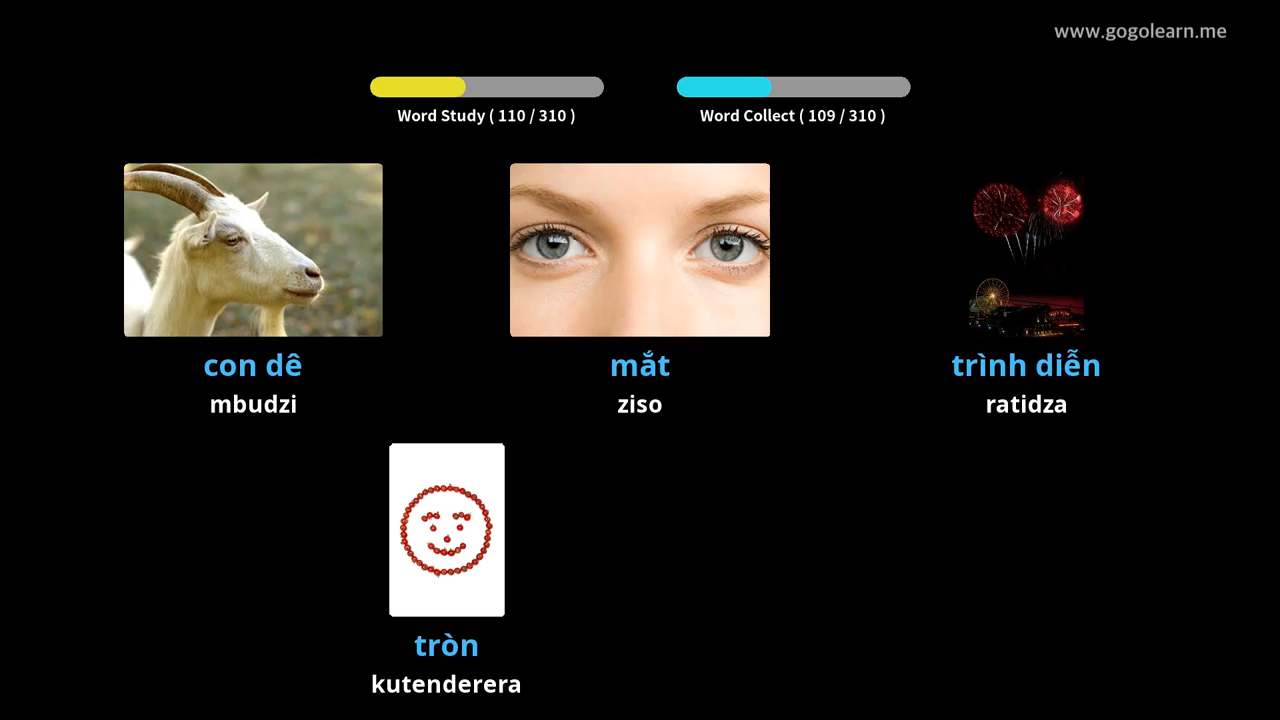 www.gogolearn.me
Word Study ( 110 / 310 )
Word Collect ( 109 / 310 )
con dê
mbudzi
mắt
ziso
trình diễn
ratidza
tròn
kutenderera